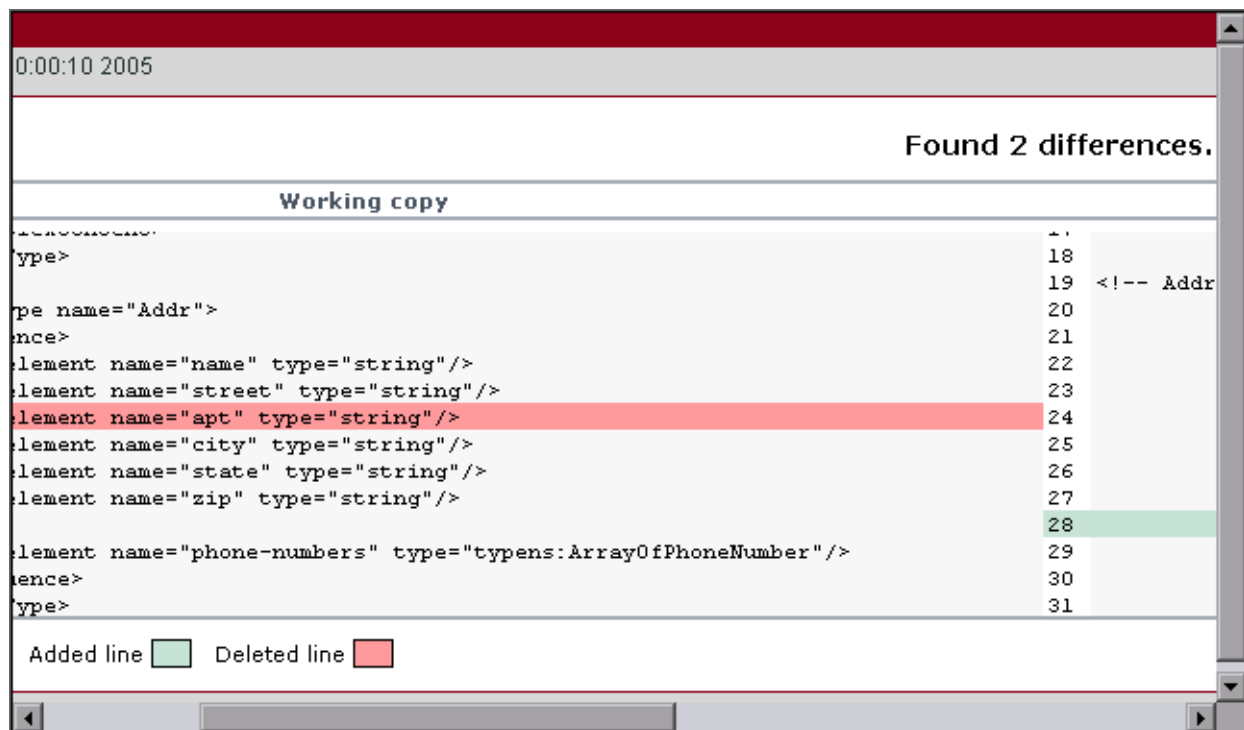 0:00:10 2005
Found 2 differences.
Working copy
ype>
18
19 <!-- Addr
pe name="Addr">
20
ence>
21
lement name="name" type="string"/>
22
lement name="street" type="string"/>
23
lement name="apt" type="string"/>
24
lement name="city" type="string"/>
25
lement name="state" type="string"/>
26
lement name="zip" type="string"/>
27
28
lement name="phone-numbers" type="typens:ArrayOfPhoneNumber"/>
29
ence>
30
ype>
31
Added line Deleted line